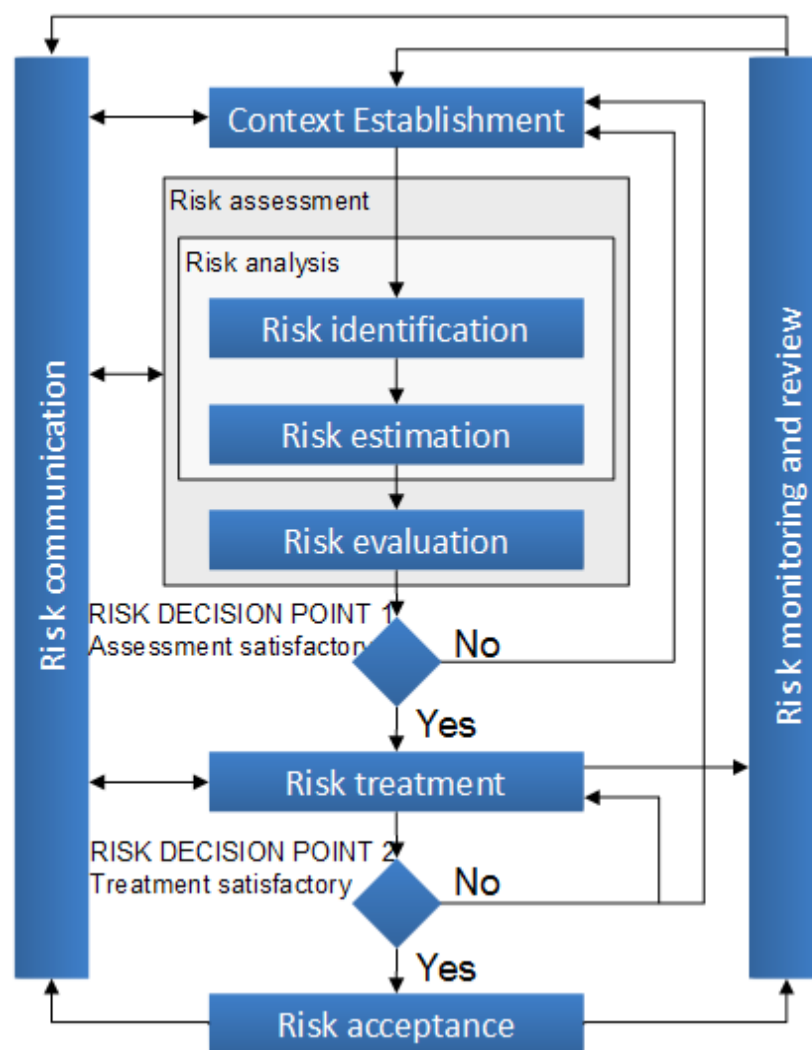 Context Establishment
Risk assessment
Risk analysis
Risk identification
Risk estimation
Risk evaluation
RISK DECISION POINT 1
Assessment satisfactory
No
Yes
Risk treatment
RISK DECISION POINT 2
Treatment satisfactory
No
Yes
Risk acceptance
Risk communication
Risk monitoring and review